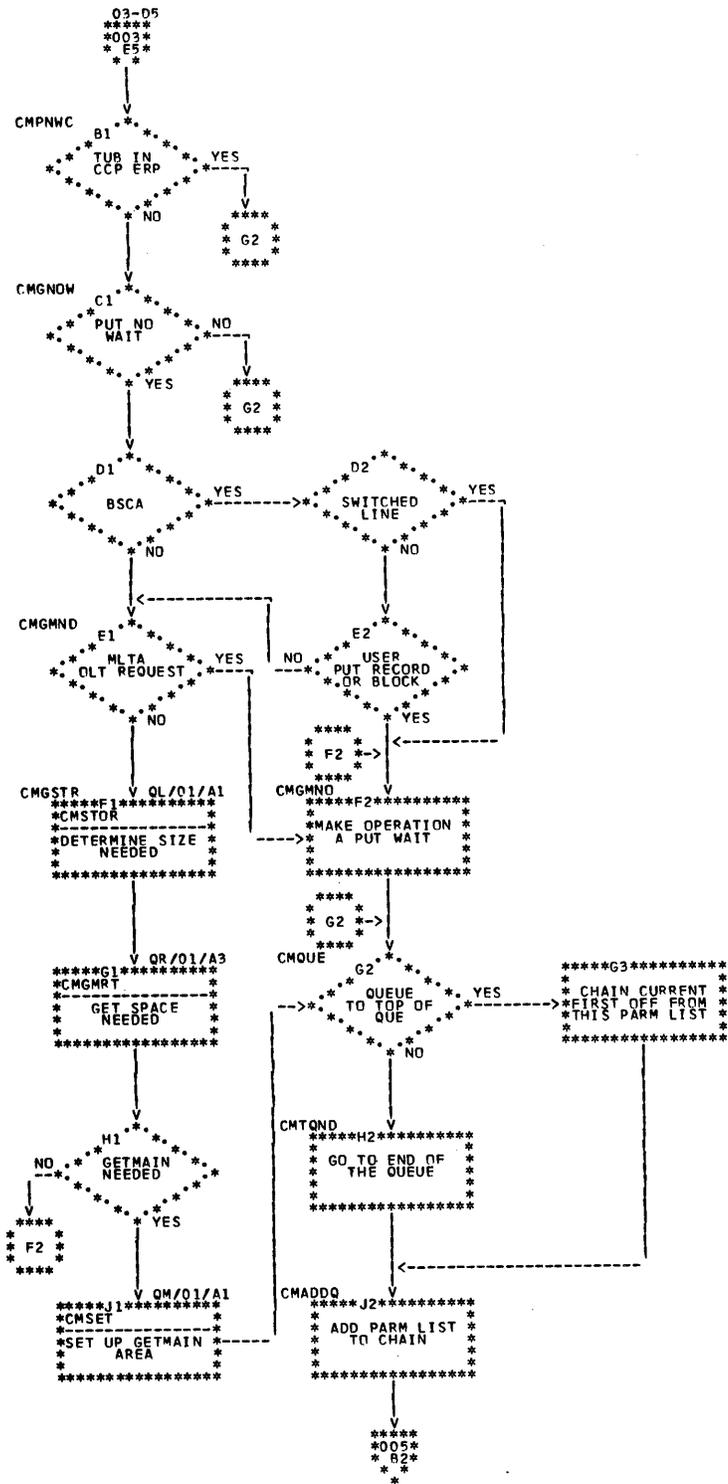 03-D5
*003*
E5
CMPNWC
B1
TUB IN
CCP ERP
YES
NO
G2
CMGNOW
C1
PUT NO
WAIT
NO
YES
G2
D1
BSCA
YES
NO
D2
SWITCHED
LINE
YES
NO
CMGMND
E1
MLTA
OLT REQUEST
YES
NO
E2
USER
PUT RECORD
OR BLOCK
NO
YES
F2
CMGSTR
QL/01/A1
F1
CMSTOR
DETERMINE SIZE
NEEDED
CMGMNO
F2
MAKE OPERATION
A PUT WAIT
G2
QR/01/A3
G1
CMGMRT
GET SPACE
NEEDED
CMQUE
G2
QUEUE
TO TOP OF
QUE
YES
NO
G3
CHAIN CURRENT
FIRST OFF FROM
THIS PARM LIST
H1
GETMAIN
NEEDED
NO
YES
F2
CMTQND
H2
GO TO END OF
THE QUEUE
QM/01/A1
J1
CMSET
SET UP GETMAIN
AREA
CMADDQ
J2
ADD PARM LIST
TO CHAIN
*005*
B2